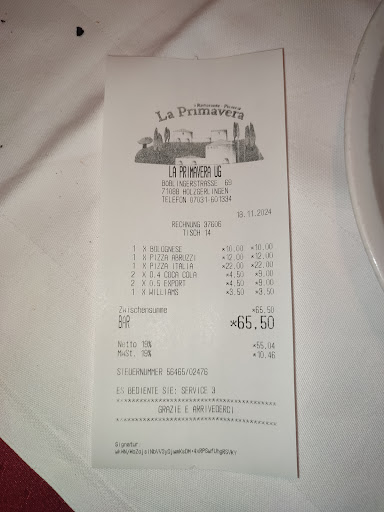 Ristorante Pizzeria
La Primavera
LA PRIMAVERA UG
BÖBLINGERSTRASSE 69
71088 HOLZGERLINGEN
TELEFON 07031-601334
18.11.2024
RECHNUNG 37606
TISCH 14
1 X BOLOGNESE *10.00 *10.00
1 X PIZZA ABRUZZI *12.00 *12.00
1 X PIZZA ITALIA *22.00 *22.00
2 X 0.4 COCA COLA *4.50 *9.00
2 X 0.5 EXPORT *4.50 *9.00
1 X WILLIAMS *3.50 *3.50
Zwischensumme *65.50
BAR *65,50
Netto 19% *55,04
MwSt. 19% *10,46
STEUERNUMMER 56465/02476
ES BEDIENTE SIE: SERVICE 3
****************************************
GRAZIE E ARRIVEDERCI
****************************************
Signatur